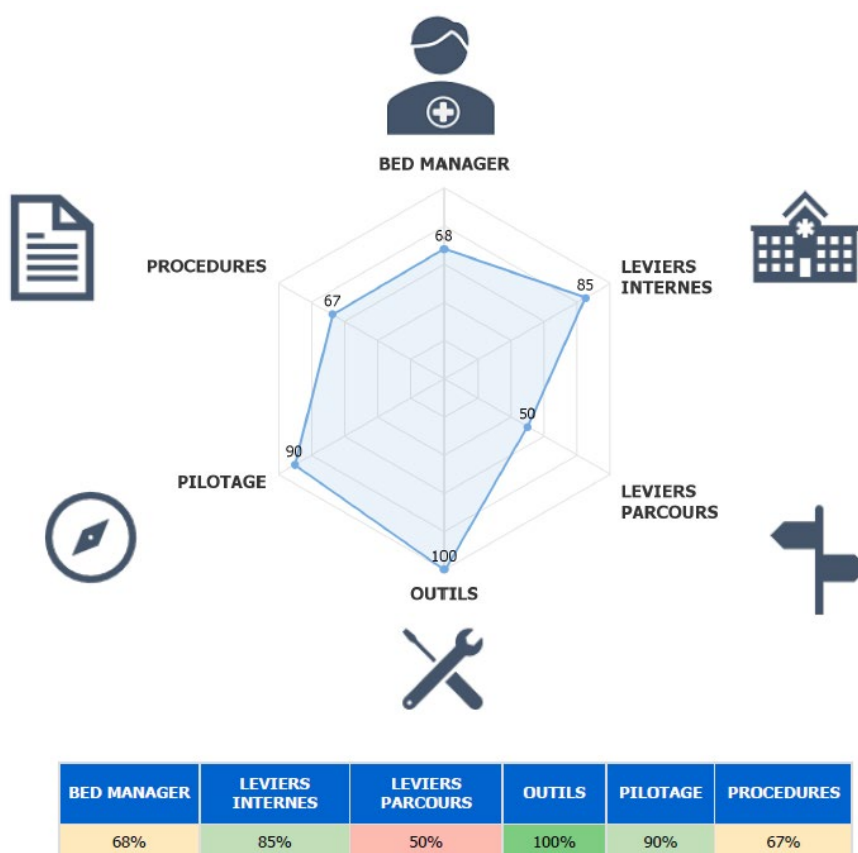 BED MANAGER
68
PROCEDURES
LEVIERS
INTERNES
85
67
50
90
PILOTAGE
LEVIERS
PARCOURS
100
OUTILS
BED MANAGER
LEVIERS
INTERNES
LEVIERS
PARCOURS
OUTILS
PILOTAGE
PROCEDURES
68%
85%
50%
100%
90%
67%